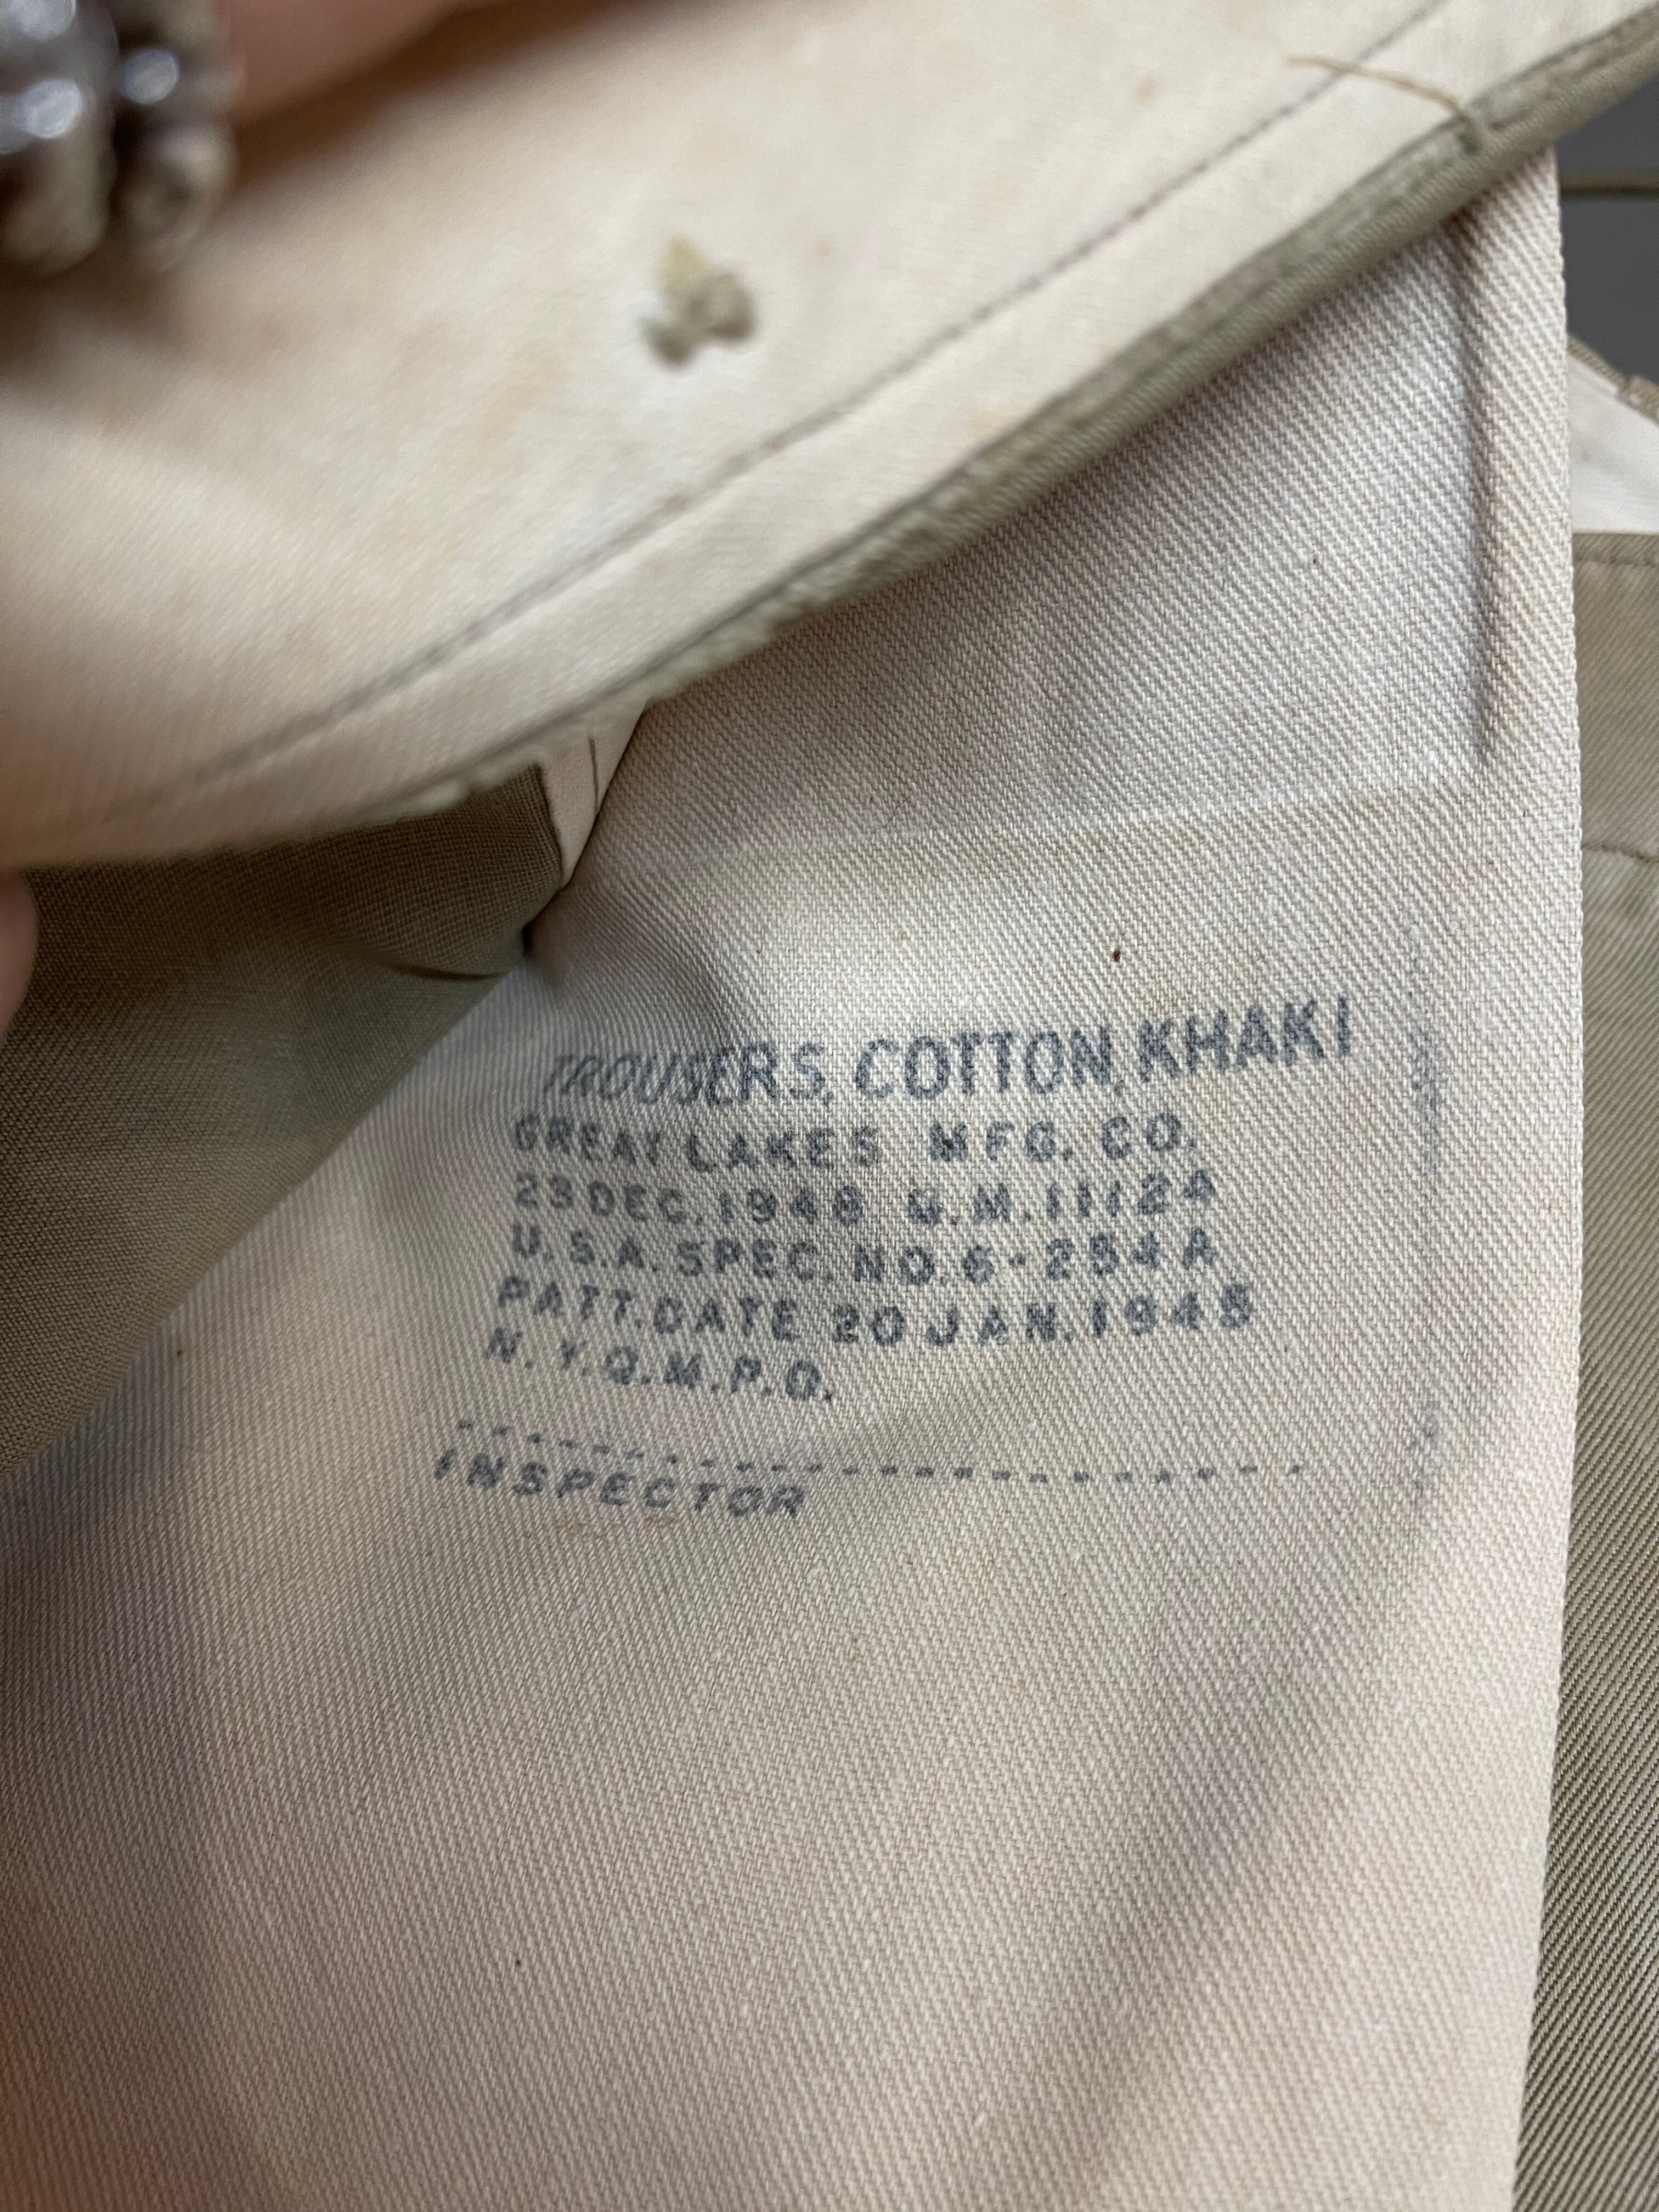 TROUSERS, COTTON, KHAKI
GREAT LAKES MFG. CO.
23 DEC. 1948 U.M. 11124
U.S.A. SPEC. NO. 6-254A
PATT. DATE 20 JAN. 1945
N.Y.Q.M.P.O.
INSPECTOR